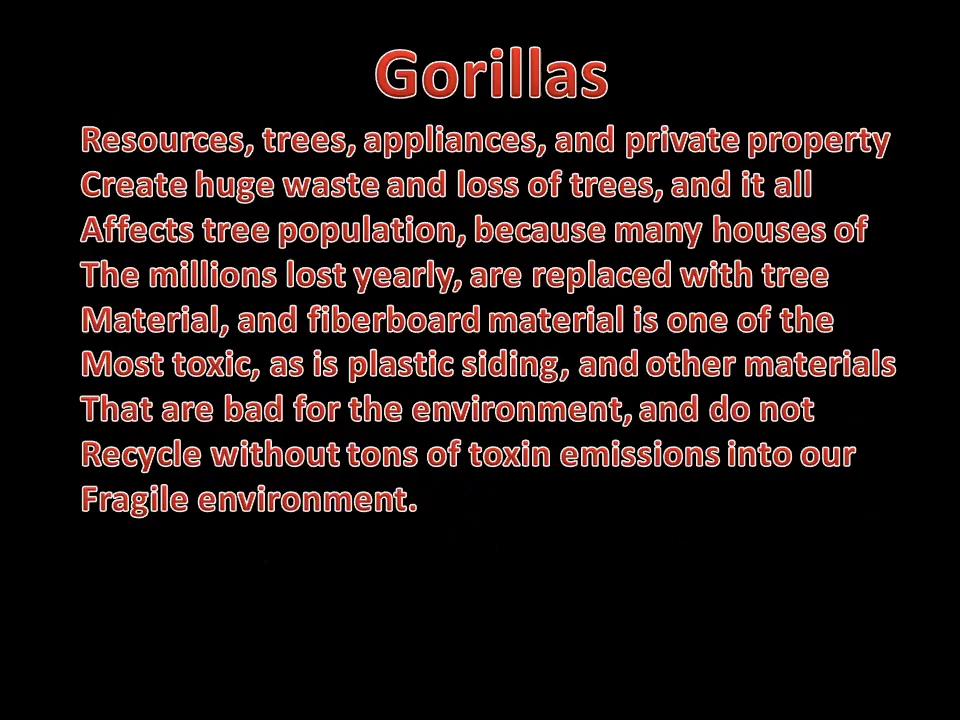 Gorillas
Resources, trees, appliances, and private property
Create huge waste and loss of trees, and it all
Affects tree population, because many houses of
The millions lost yearly, are replaced with tree
Material, and fiberboard material is one of the
Most toxic, as is plastic siding, and other materials
That are bad for the environment, and do not
Recycle without tons of toxin emissions into our
Fragile environment.